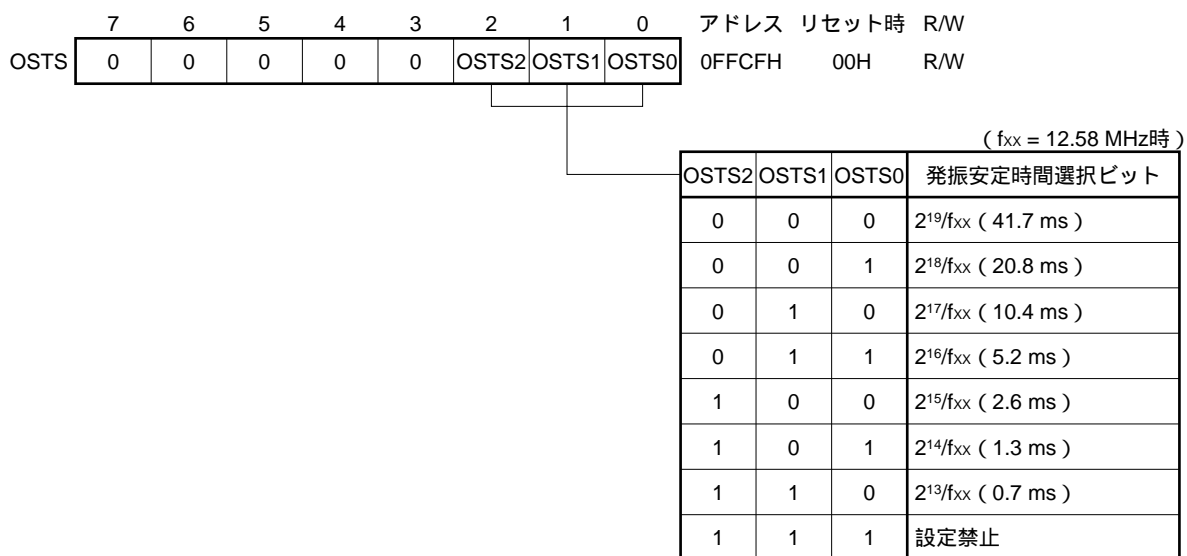 7 6 5 4 3 2 1 0 アドレス リセット時 R/W
OSTS 0 0 0 0 0 OSTS2 OSTS1 OSTS0 0FFCFH 00H R/W
（fxx = 12.58 MHz時）
OSTS2 OSTS1 OSTS0 発振安定時間選択ビット
0 0 0 2¹⁹/fxx（41.7 ms）
0 0 1 2¹⁸/fxx（20.8 ms）
0 1 0 2¹⁷/fxx（10.4 ms）
0 1 1 2¹⁶/fxx（5.2 ms）
1 0 0 2¹⁵/fxx（2.6 ms）
1 0 1 2¹⁴/fxx（1.3 ms）
1 1 0 2¹³/fxx（0.7 ms）
1 1 1 設定禁止